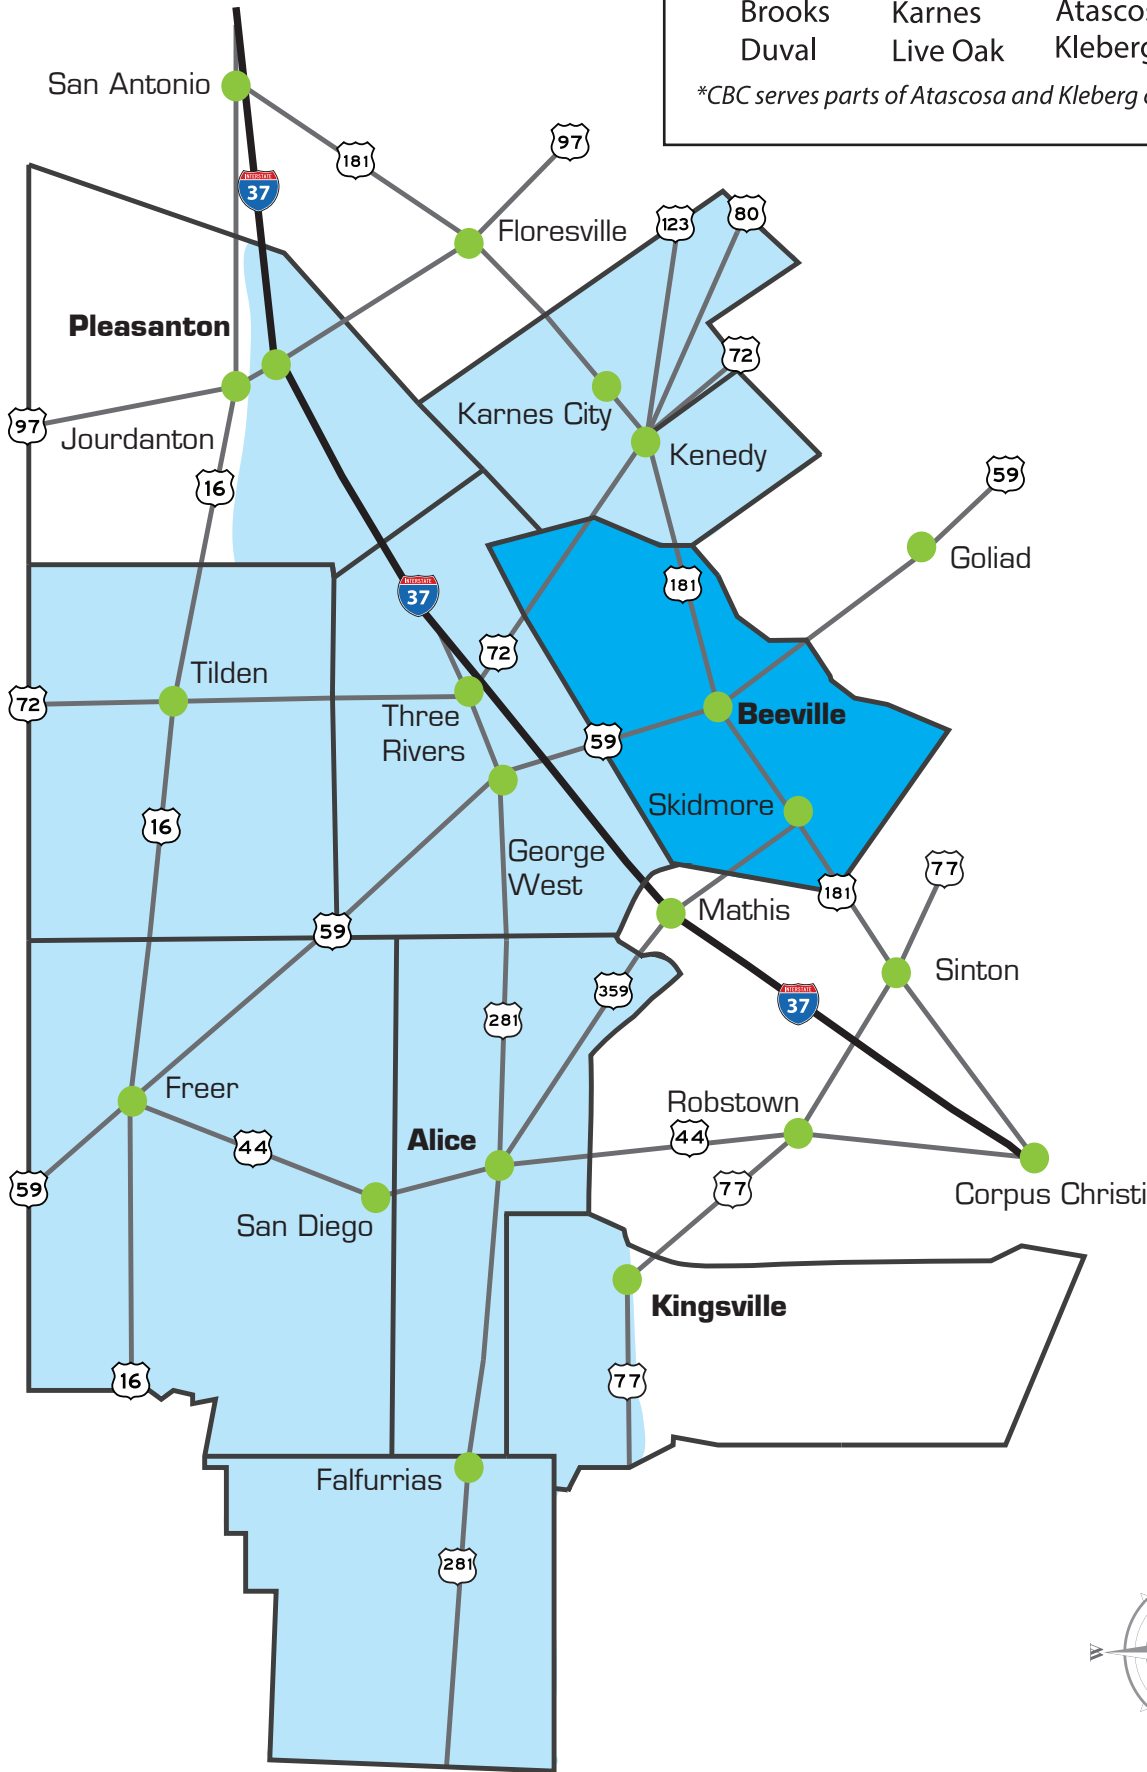 Brooks Karnes
Duval Live Oak
*CBC serves parts of Atascosa and Kleberg
San Antonio
181
97
INTERSTATE
37
Floresville
123
80
Pleasanton
72
97
Jourdanton
Karnes City
Kenedy
16
59
Goliad
INTERSTATE
37
181
72
Tilden
72
Three
Rivers
59
Beeville
16
Skidmore
George
West
77
181
59
Mathis
Sinton
359
INTERSTATE
37
281
Freer
Robstown
44
Alice
44
59
San Diego
77
Corpus Christi
Kingsville
16
77
Falfurrias
281
W